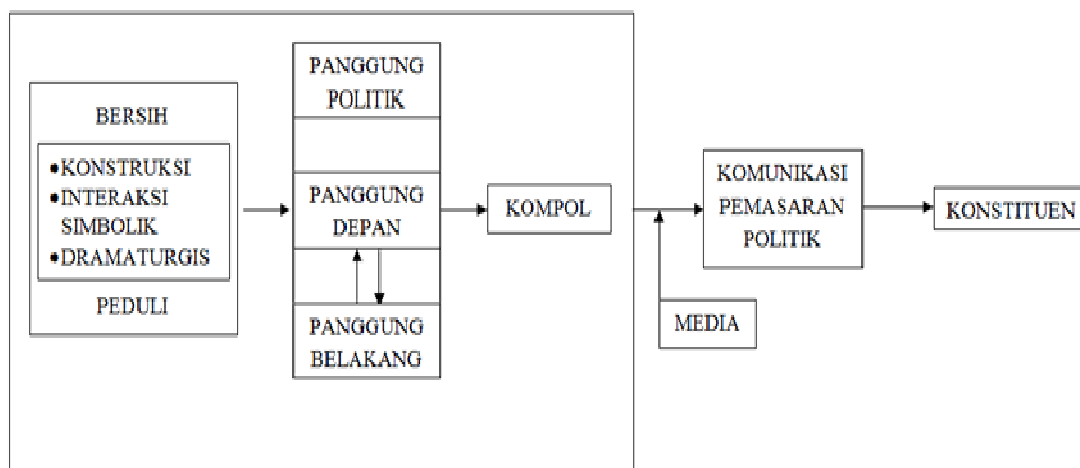 BERSIH
●KONSTRUKSI
●INTERAKSI
SIMBOLIK
●DRAMATURGIS
PEDULI
PANGGUNG
POLITIK
PANGGUNG
DEPAN
PANGGUNG
BELAKANG
KOMPOL
MEDIA
KOMUNIKASI
PEMASARAN
POLITIK
KONSTITUEN